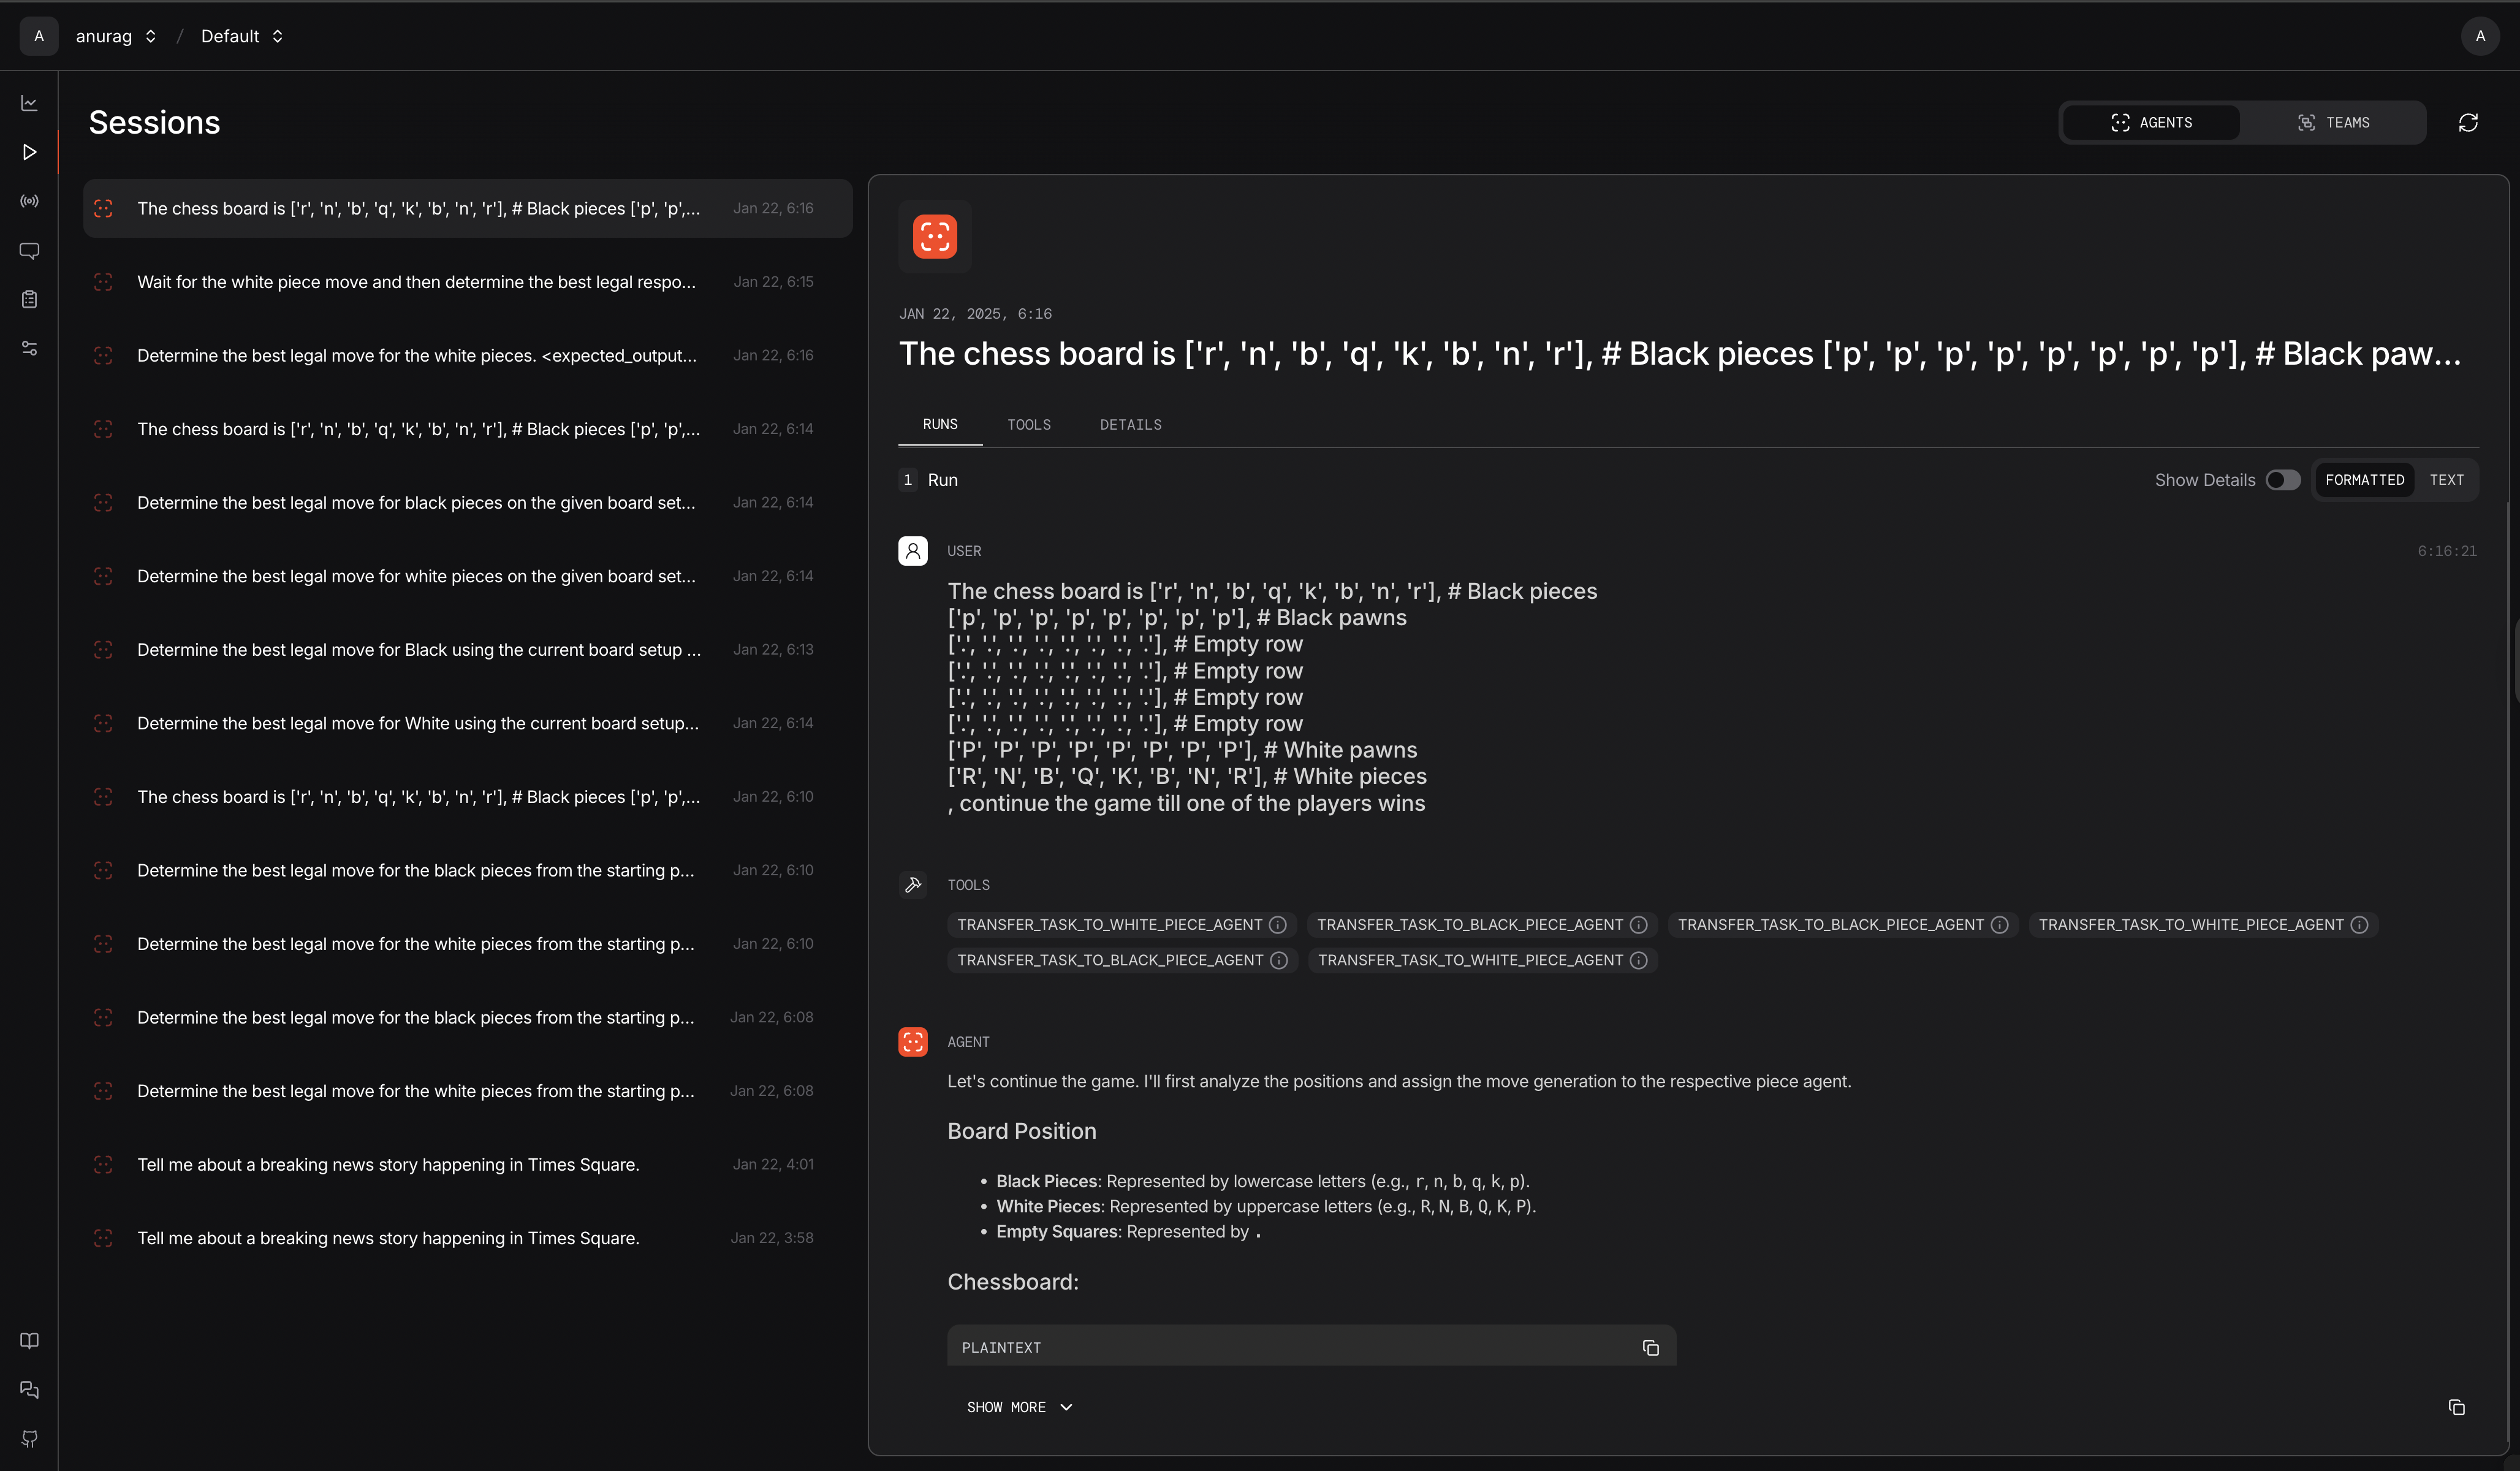 A anurag / Default A
Sessions
AGENTS TEAMS
The chess board is ['r', 'n', 'b', 'q', 'k', 'b', 'n', 'r'], # Black pieces ['p', 'p',... Jan 22, 6:16
Wait for the white piece move and then determine the best legal respo... Jan 22, 6:15
Determine the best legal move for the white pieces. <expected_output... Jan 22, 6:16
The chess board is ['r', 'n', 'b', 'q', 'k', 'b', 'n', 'r'], # Black pieces ['p', 'p',... Jan 22, 6:14
Determine the best legal move for black pieces on the given board set... Jan 22, 6:14
Determine the best legal move for white pieces on the given board set... Jan 22, 6:14
Determine the best legal move for Black using the current board setup ... Jan 22, 6:13
Determine the best legal move for White using the current board setup... Jan 22, 6:14
The chess board is ['r', 'n', 'b', 'q', 'k', 'b', 'n', 'r'], # Black pieces ['p', 'p',... Jan 22, 6:10
Determine the best legal move for the black pieces from the starting p... Jan 22, 6:10
Determine the best legal move for the white pieces from the starting p... Jan 22, 6:10
Determine the best legal move for the black pieces from the starting p... Jan 22, 6:08
Determine the best legal move for the white pieces from the starting p... Jan 22, 6:08
Tell me about a breaking news story happening in Times Square. Jan 22, 4:01
Tell me about a breaking news story happening in Times Square. Jan 22, 3:58
JAN 22, 2025, 6:16
The chess board is ['r', 'n', 'b', 'q', 'k', 'b', 'n', 'r'], # Black pieces ['p', 'p', 'p', 'p', 'p', 'p', 'p', 'p'], # Black paw...
RUNS TOOLS DETAILS
1 Run Show Details FORMATTED TEXT
USER 6:16:21
The chess board is ['r', 'n', 'b', 'q', 'k', 'b', 'n', 'r'], # Black pieces
['p', 'p', 'p', 'p', 'p', 'p', 'p', 'p'], # Black pawns
['.', '.', '.', '.', '.', '.', '.', '.'], # Empty row
['.', '.', '.', '.', '.', '.', '.', '.'], # Empty row
['.', '.', '.', '.', '.', '.', '.', '.'], # Empty row
['.', '.', '.', '.', '.', '.', '.', '.'], # Empty row
['P', 'P', 'P', 'P', 'P', 'P', 'P', 'P'], # White pawns
['R', 'N', 'B', 'Q', 'K', 'B', 'N', 'R'], # White pieces
, continue the game till one of the players wins
TOOLS
TRANSFER_TASK_TO_WHITE_PIECE_AGENT TRANSFER_TASK_TO_BLACK_PIECE_AGENT TRANSFER_TASK_TO_BLACK_PIECE_AGENT TRANSFER_TASK_TO_WHITE_PIECE_AGENT
TRANSFER_TASK_TO_BLACK_PIECE_AGENT TRANSFER_TASK_TO_WHITE_PIECE_AGENT
AGENT
Let's continue the game. I'll first analyze the positions and assign the move generation to the respective piece agent.
Board Position
• Black Pieces: Represented by lowercase letters (e.g., r, n, b, q, k, p).
• White Pieces: Represented by uppercase letters (e.g., R, N, B, Q, K, P).
• Empty Squares: Represented by .
Chessboard:
PLAINTEXT
SHOW MORE